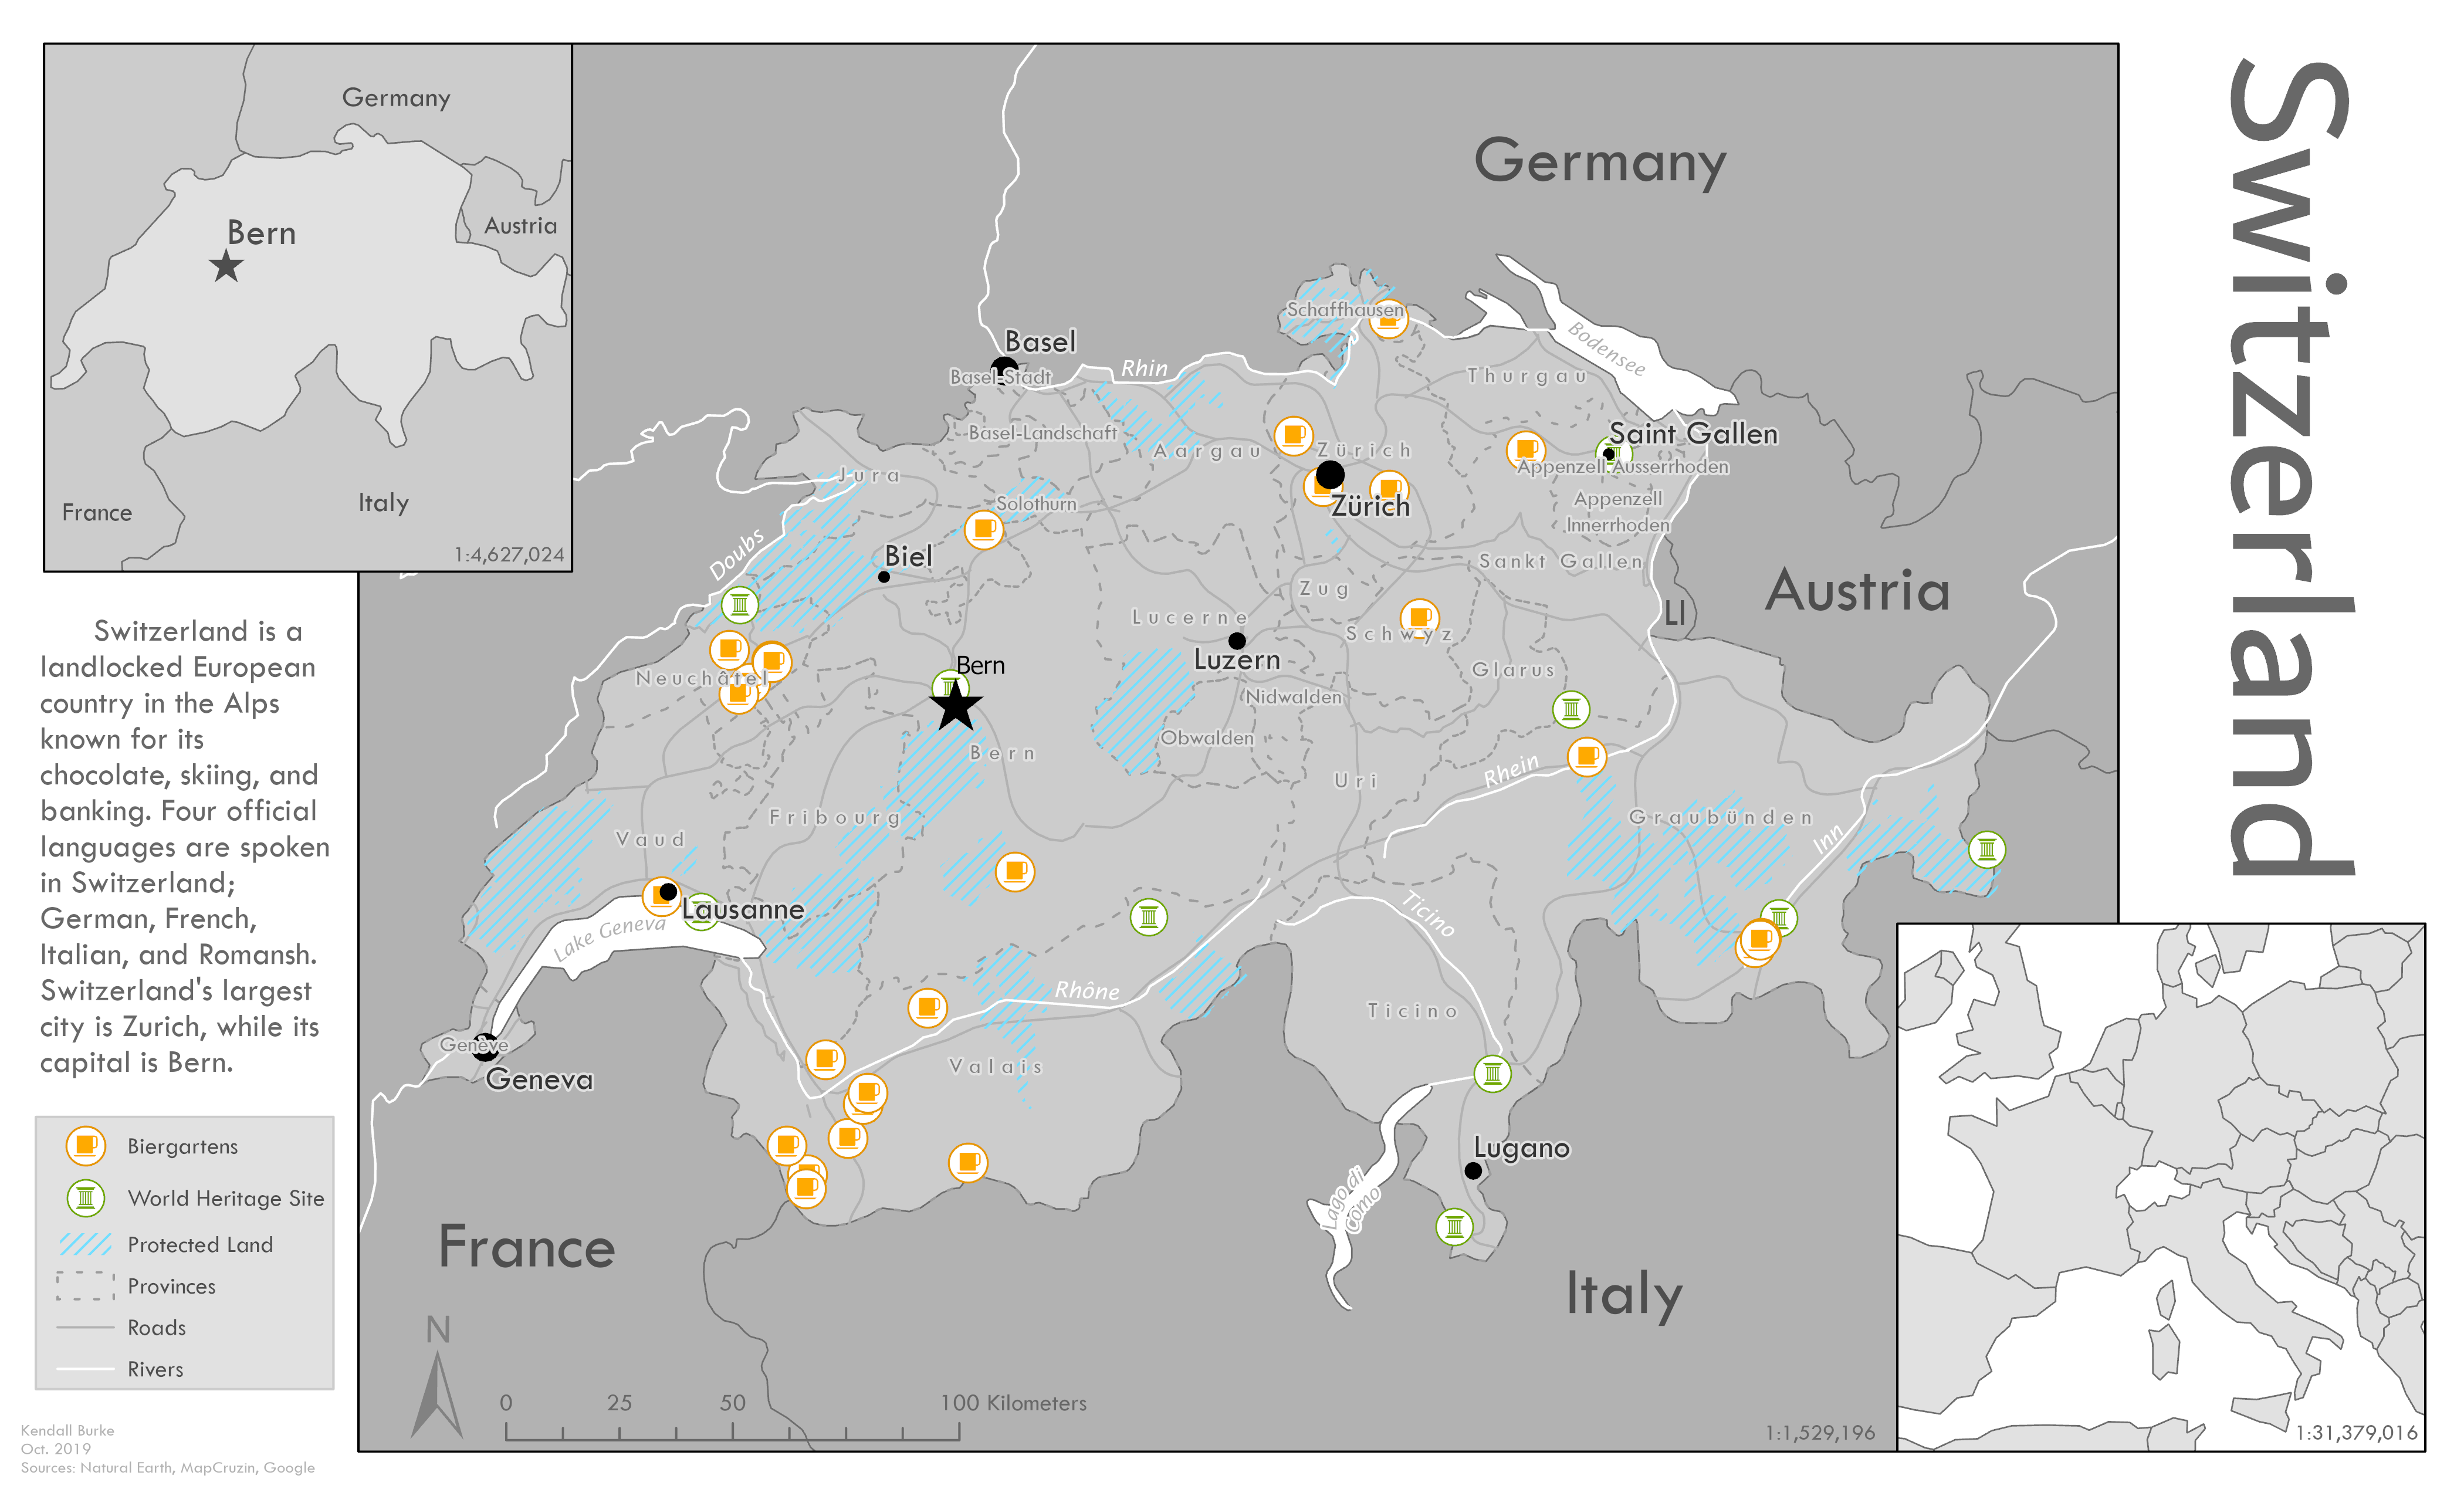 Switzerland
Germany
Bern
Austria
France
Italy
1:4,627,024
Switzerland is a
landlocked European
country in the Alps
known for its
chocolate, skiing, and
banking. Four official
languages are spoken
in Switzerland;
German, French,
Italian, and Romansh.
Switzerland's largest
city is Zurich, while its
capital is Bern.
Biergartens
World Heritage Site
Protected Land
Provinces
Roads
Rivers
Kendall Burke
Oct. 2019
Sources: Natural Earth, MapCruzin, Google
Germany
Schaffhausen
Bodensee
Basel
Rhin
Basel-Stadt
Thurgau
Basel-Landschaft
Saint Gallen
Aargau
Zürich
Appenzell Ausserrhoden
Jura
Solothurn
Zürich
Appenzell
Innerrhoden
Doubs
Biel
Sankt Gallen
Zug
Austria
LI
Lucerne
Schwyz
Luzern
Bern
Neuchâtel
Glarus
Nidwalden
Obwalden
Bern
Uri
Rhein
Fribourg
Graubünden
Vaud
Inn
Lausanne
Lake Geneva
Ticino
Rhône
Ticino
Genève
Geneva
Valais
Lugano
Lago di
Como
France
Italy
N
0 25 50 100 Kilometers
1:1,529,196
1:31,379,016